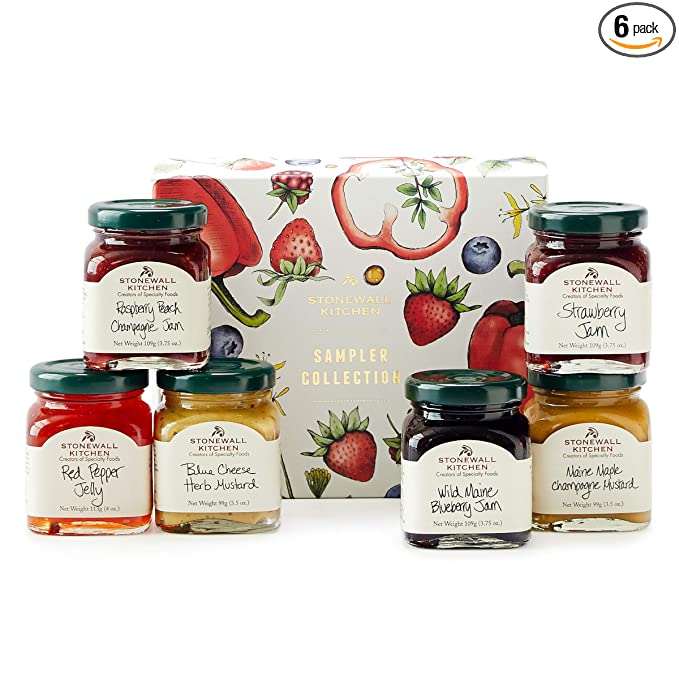 6 pack
STONEWALL
KITCHEN
SAMPLER
COLLECTION
STONEWALL
KITCHEN
Creators of Specialty Foods
Raspberry Peach
Champagne Jam
Net Weight 109g (3.75 oz.)
STONEWALL
KITCHEN
Creators of Specialty Foods
Strawberry
Jam
Net Weight 109g (3.75 oz.)
STONEWALL
KITCHEN
Creators of Specialty Foods
Red Pepper
Jelly
Net Weight 113g (4 oz.)
STONEWALL
KITCHEN
Creators of Specialty Foods
Blue Cheese
Herb Mustard
Net Weight 99g (3.5 oz.)
STONEWALL
KITCHEN
Creators of Specialty Foods
Wild Maine
Blueberry Jam
Net Weight 109g (3.75 oz.)
STONEWALL
KITCHEN
Creators of Specialty Foods
Maine Maple
Champagne Mustard
Net Weight 99g (3.5 oz.)